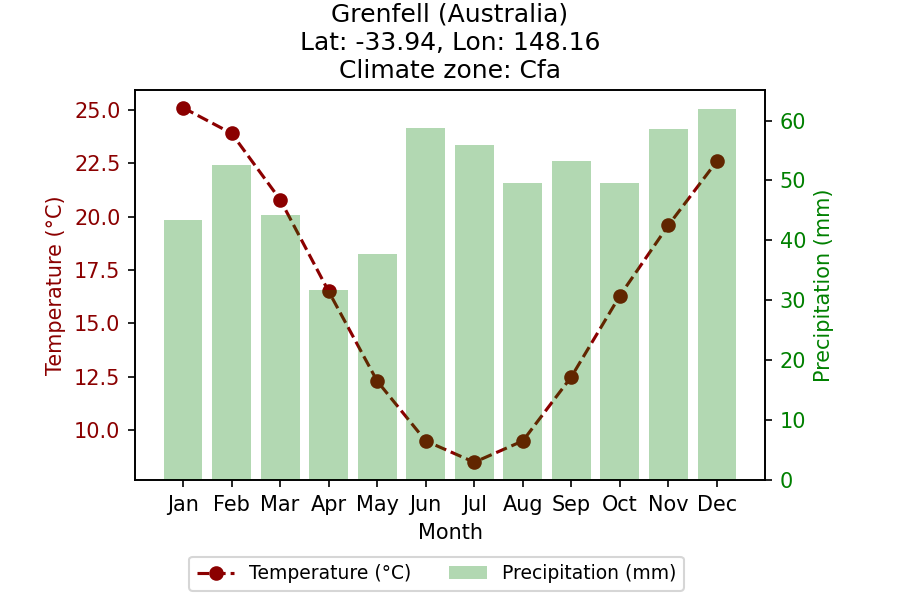 Grenfell (Australia)
Lat: -33.94, Lon: 148.16
Climate zone: Cfa
Temperature (°C)
25.0
22.5
20.0
17.5
15.0
12.5
10.0
60
50
40
30
20
10
0
Precipitation (mm)
Jan Feb Mar Apr May Jun Jul Aug Sep Oct Nov Dec
Month
Temperature (°C) Precipitation (mm)